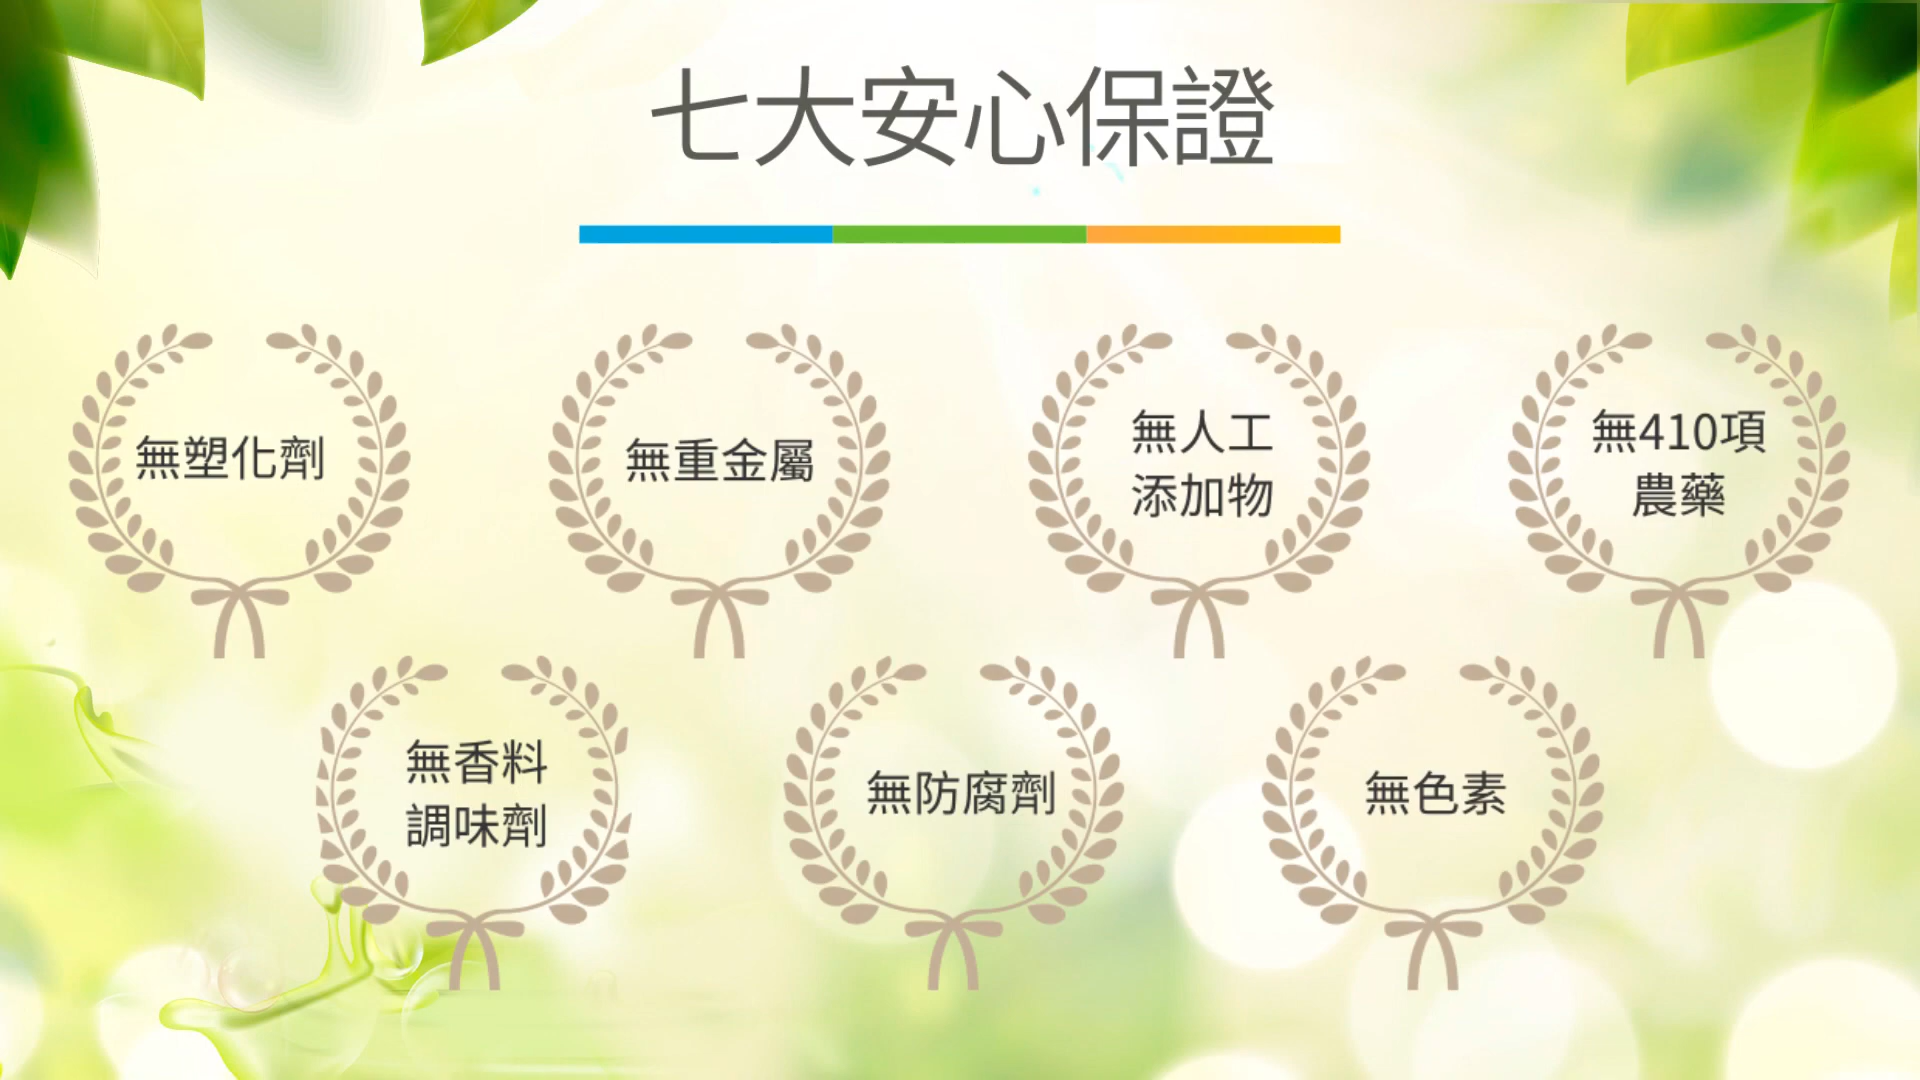 七大安心保證
無塑化劑
無重金屬
無人工
添加物
無410項
農藥
無香料
調味劑
無防腐劑
無色素